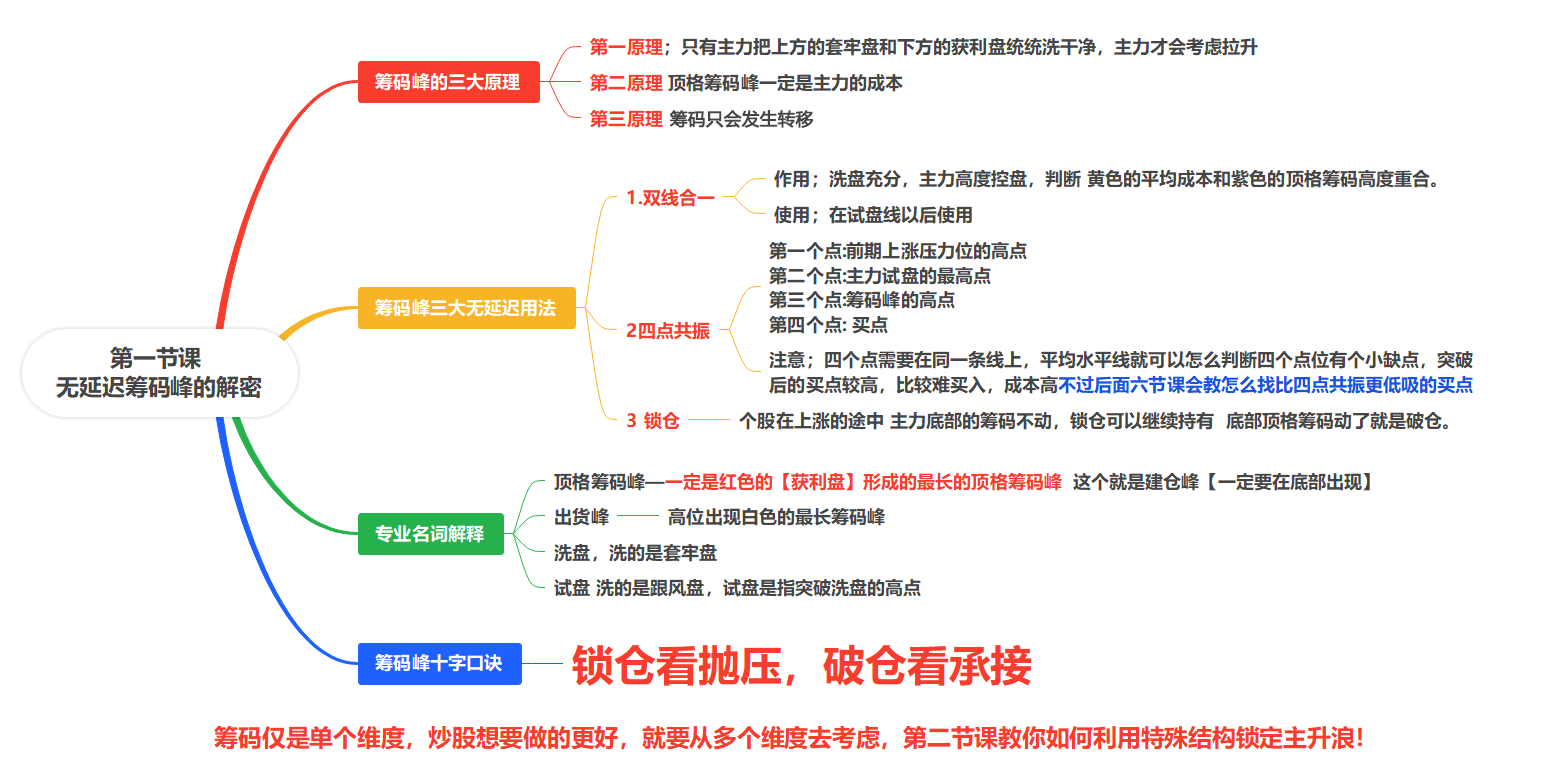 第一节课
无延迟筹码峰的解密
筹码峰的三大原理
第一原理；只有主力把上方的套牢盘和下方的获利盘统统洗干净，主力才会考虑拉升
第二原理 顶格筹码峰一定是主力的成本
第三原理 筹码只会发生转移
筹码峰三大无延迟用法
1.双线合一
作用；洗盘充分，主力高度控盘，判断 黄色的平均成本和紫色的顶格筹码高度重合。
使用；在试盘线以后使用
2四点共振
第一个点:前期上涨压力位的高点
第二个点:主力试盘的最高点
第三个点:筹码峰的高点
第四个点: 买点
注意；四个点需要在同一条线上，平均水平线就可以怎么判断四个点位有个小缺点，突破
后的买点较高，比较难买入，成本高不过后面六节课会教怎么找比四点共振更低吸的买点
3 锁仓
个股在上涨的途中 主力底部的筹码不动，锁仓可以继续持有 底部顶格筹码动了就是破仓。
专业名词解释
顶格筹码峰—一定是红色的【获利盘】形成的最长的顶格筹码峰 这个就是建仓峰【一定要在底部出现】
出货峰
高位出现白色的最长筹码峰
洗盘，洗的是套牢盘
试盘 洗的是跟风盘，试盘是指突破洗盘的高点
筹码峰十字口诀
锁仓看抛压，破仓看承接
筹码仅是单个维度，炒股想要做的更好，就要从多个维度去考虑，第二节课教你如何利用特殊结构锁定主升浪！